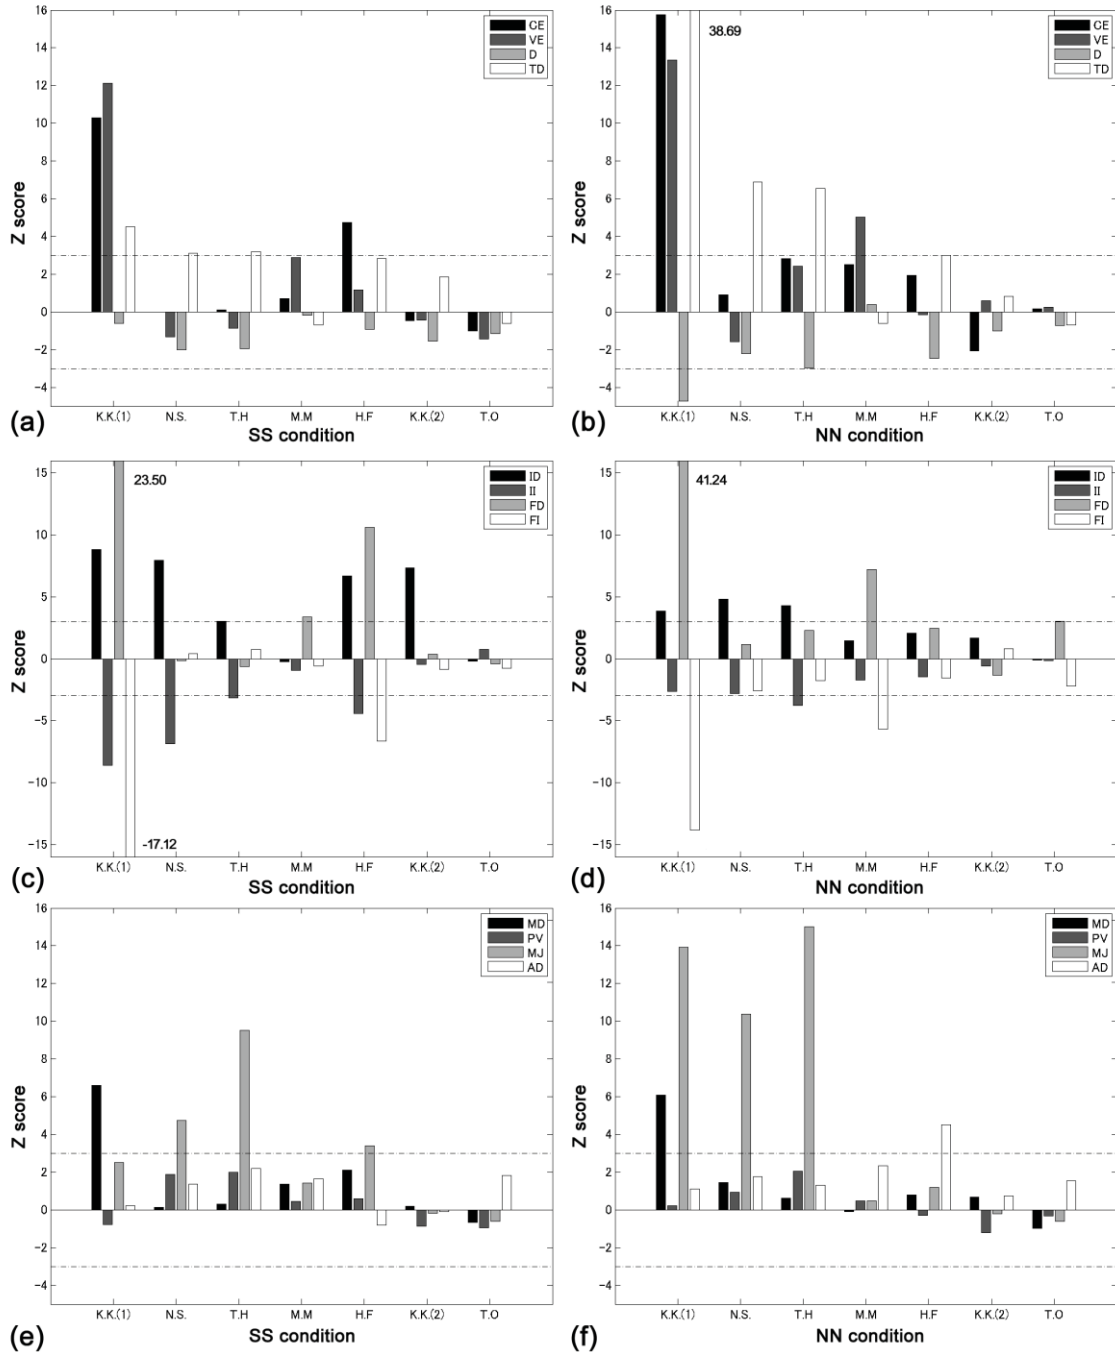 16
14
12
10
8
6
4
2
0
−2
−4
Z score
CE
VE
D
TD
K.K.(1) N.S. T.H M.M H.F K.K.(2) T.O
(a) SS condition
16
14
12
10
8
6
4
2
0
−2
−4
Z score
38.69
CE
VE
D
TD
K.K.(1) N.S. T.H M.M H.F K.K.(2) T.O
(b) NN condition
15
10
5
0
−5
−10
−15
Z score
23.50
-17.12
ID
II
FD
FI
K.K.(1) N.S. T.H M.M H.F K.K.(2) T.O
(c) SS condition
15
10
5
0
−5
−10
−15
Z score
41.24
ID
II
FD
FI
K.K.(1) N.S. T.H M.M H.F K.K.(2) T.O
(d) NN condition
16
14
12
10
8
6
4
2
0
−2
−4
Z score
MD
PV
MJ
AD
K.K.(1) N.S. T.H M.M H.F K.K.(2) T.O
(e) SS condition
16
14
12
10
8
6
4
2
0
−2
−4
Z score
MD
PV
MJ
AD
K.K.(1) N.S. T.H M.M H.F K.K.(2) T.O
(f) NN condition